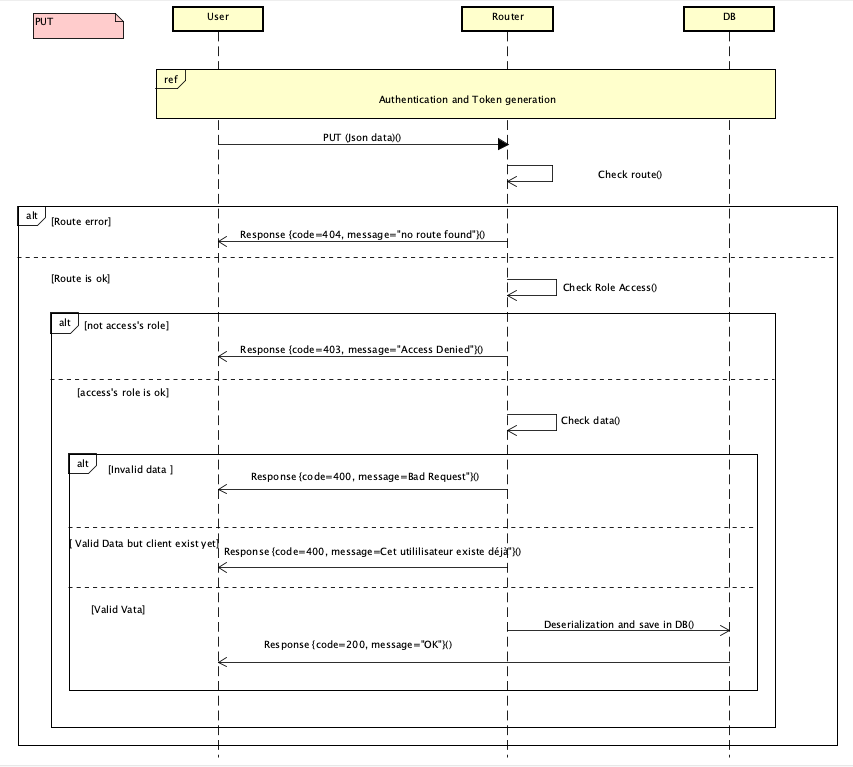 PUT
User
Router
DB
ref
Authentication and Token generation
PUT (Json data)()
Check route()
alt
[Route error]
Response {code=404, message="no route found"}()
[Route is ok]
Check Role Access()
alt
[not access's role]
Response {code=403, message="Access Denied"}()
[access's role is ok]
Check data()
alt
[Invalid data ]
Response {code=400, message=Bad Request"}()
[ Valid Data but client exist yet]
Response {code=400, message=Cet utililisateur existe déjà"}()
[Valid Vata]
Deserialization and save in DB()
Response {code=200, message="OK"}()